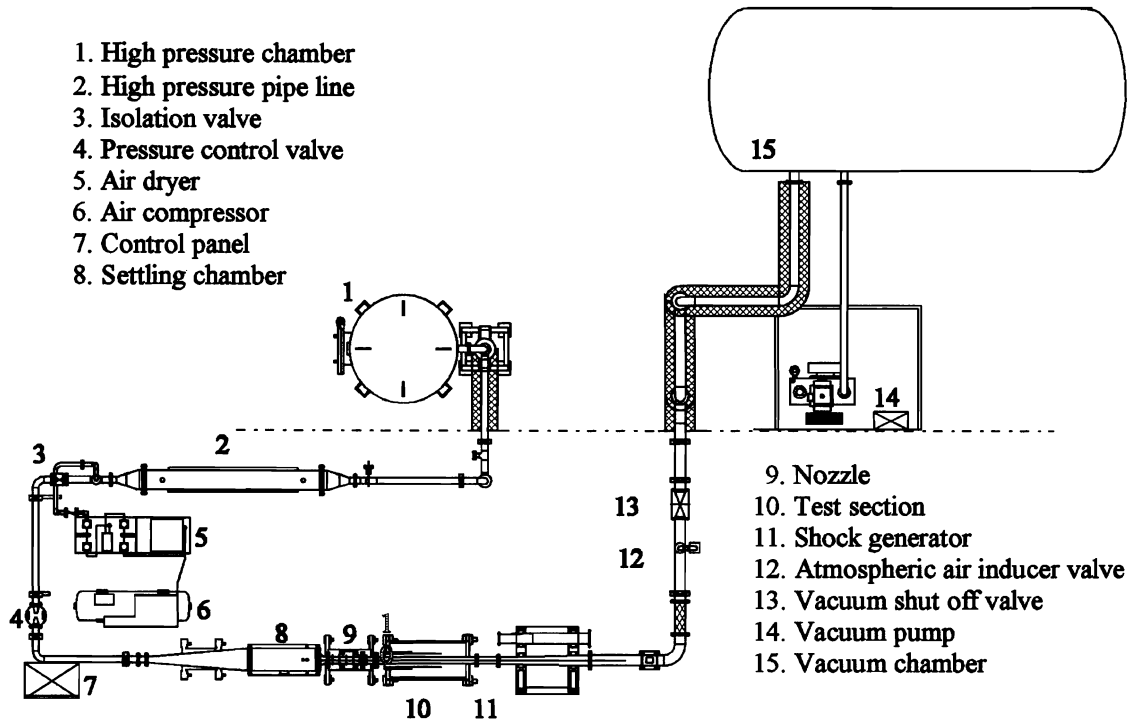 1. High pressure chamber
2. High pressure pipe line
3. Isolation valve
4. Pressure control valve
5. Air dryer
6. Air compressor
7. Control panel
8. Settling chamber
15
1
14
2
3
9. Nozzle
10. Test section
11. Shock generator
12. Atmospheric air inducer valve
13. Vacuum shut off valve
14. Vacuum pump
15. Vacuum chamber
13
5
12
4
6
8
9
7
10
11